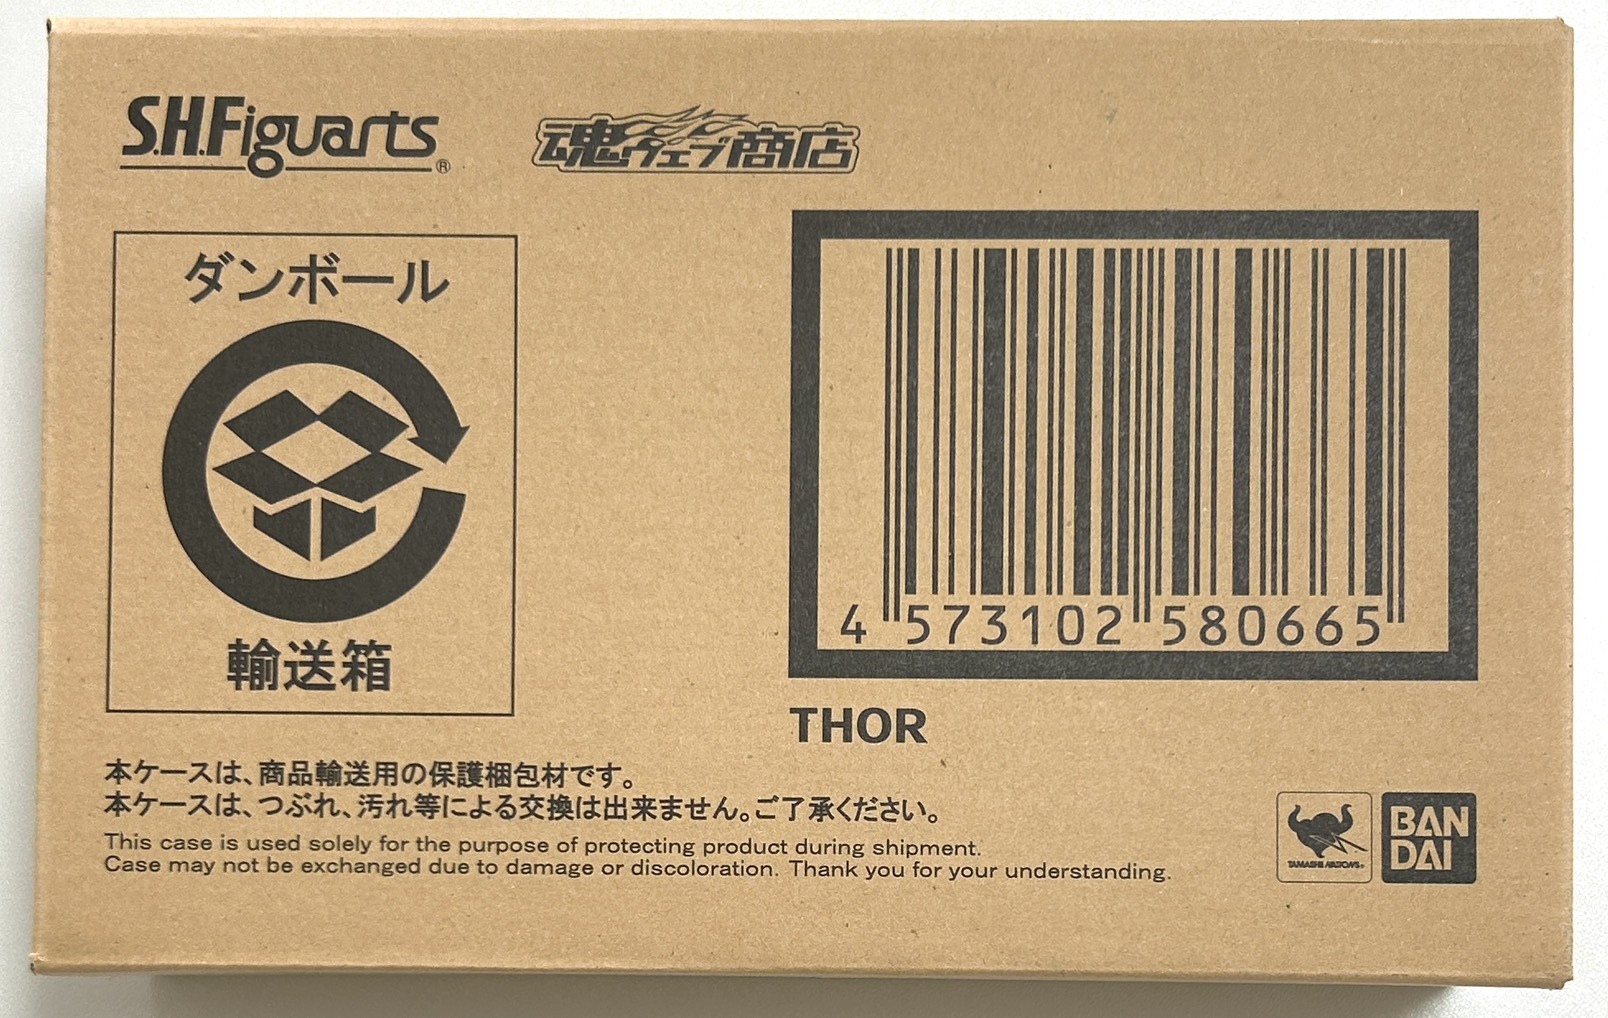 S.H.Figuarts®
魂ウェブ商店
ダンボール
輸送箱
4 573102 580665
THOR
本ケースは、商品輸送用の保護梱包材です。
本ケースは、つぶれ、汚れ等による交換は出来ません。ご了承ください。
This case is used solely for the purpose of protecting product during shipment.
Case may not be exchanged due to damage or discoloration. Thank you for your understanding.
TAMASHII NATIONS®
BAN
DAI